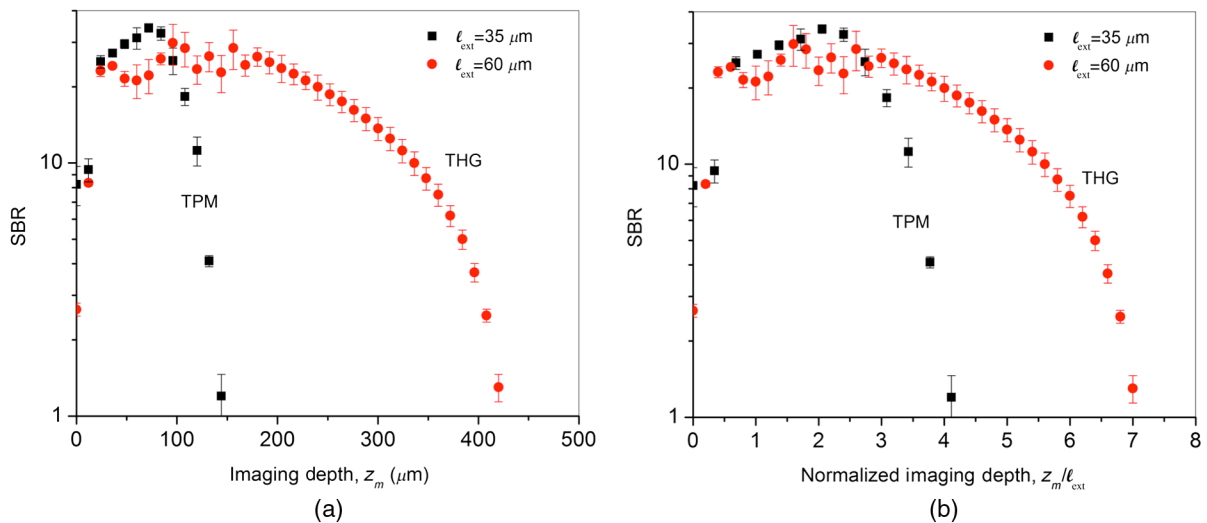 ℓext=35 μm
ℓext=60 μm
10
1
SBR
TPM
THG
0 100 200 300 400 500
Imaging depth, zm (μm)
(a)
ℓext=35 μm
ℓext=60 μm
10
1
SBR
TPM
THG
0 1 2 3 4 5 6 7 8
Normalized imaging depth, zm/ℓext
(b)